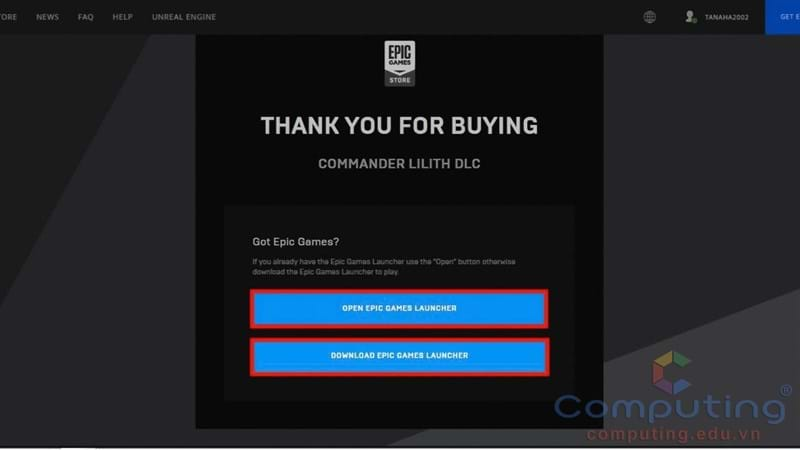 NEWS
FAQ
HELP
UNREAL ENGINE
TANAHA2002
GET
EPIC
GAMES
STORE
THANK YOU FOR BUYING
COMMANDER LILITH DLC
Got Epic Games?
If you already have the Epic Games Launcher use the "Open" button otherwise
download the Epic Games Launcher to play.
OPEN EPIC GAMES LAUNCHER
DOWNLOAD EPIC GAMES LAUNCHER
Computing®
computing.edu.vn